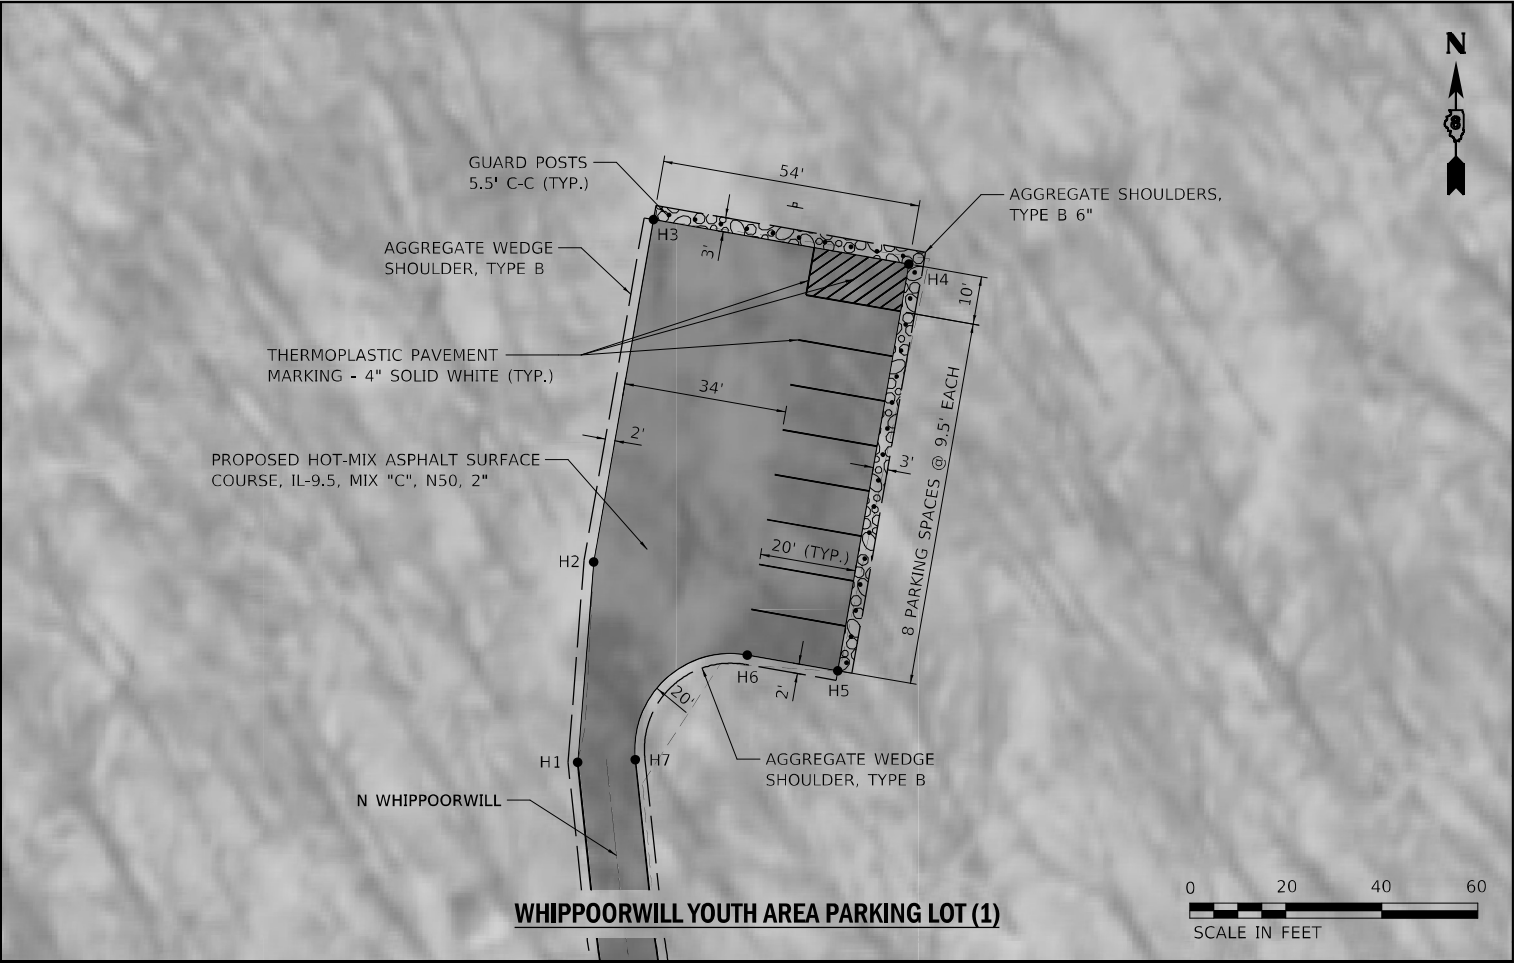 N
8
GUARD POSTS
5.5' C-C (TYP.)
54'
AGGREGATE SHOULDERS,
TYPE B 6"
H3
AGGREGATE WEDGE
SHOULDER, TYPE B
3'
H4
10'
THERMOPLASTIC PAVEMENT
MARKING - 4" SOLID WHITE (TYP.)
34'
2'
PROPOSED HOT-MIX ASPHALT SURFACE
COURSE, IL-9.5, MIX "C", N50, 2"
3'
8 PARKING SPACES @ 9.5' EACH
20' (TYP.)
H2
H6
2'
H5
20'
H1
H7
AGGREGATE WEDGE
SHOULDER, TYPE B
N WHIPPOORWILL
WHIPPOORWILL YOUTH AREA PARKING LOT (1)
0 20 40 60
SCALE IN FEET